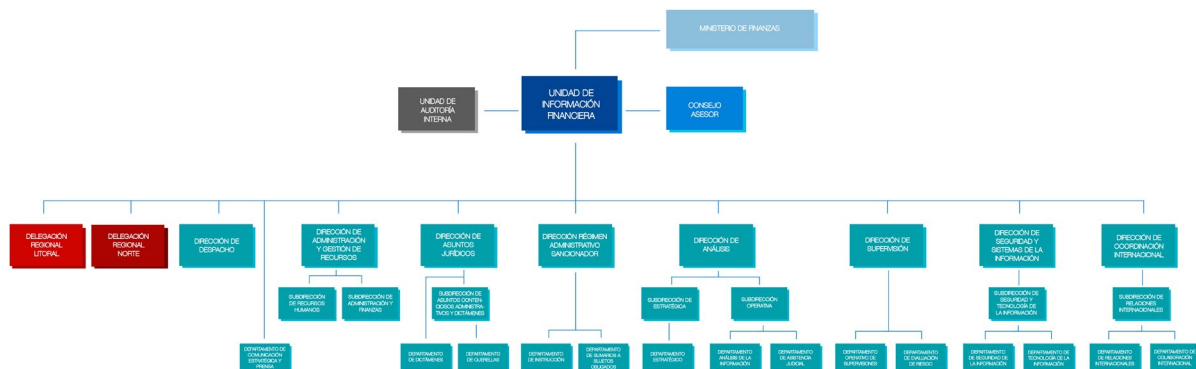 MINISTERIO DE FINANZAS
UNIDAD DE
AUDITORÍA
INTERNA
UNIDAD DE
INFORMACIÓN
FINANCIERA
CONSEJO
ASESOR
DELEGACIÓN
REGIONAL
LITORAL
DELEGACIÓN
REGIONAL
NORTE
DIRECCIÓN DE
DESPACHO
DIRECCIÓN DE
ADMINISTRACIÓN
Y GESTIÓN DE
RECURSOS
DIRECCIÓN DE
ASUNTOS
JURÍDICOS
DIRECCIÓN RÉGIMEN
ADMINISTRATIVO
SANCIONADOR
DIRECCIÓN DE
ANÁLISIS
DIRECCIÓN DE
SUPERVISIÓN
DIRECCIÓN DE
SEGURIDAD Y
SISTEMAS DE LA
INFORMACIÓN
DIRECCIÓN DE
COORDINACIÓN
INTERNACIONAL
SUBDIRECCIÓN
DE RECURSOS
HUMANOS
SUBDIRECCIÓN DE
ADMINISTRACIÓN Y
FINANZAS
SUBDIRECCIÓN DE
ASUNTOS CONTEN-
CIOSOS ADMINISTRA-
TIVOS Y DICTÁMENES
SUBDIRECCIÓN DE
ESTRATÉGICA
SUBDIRECCIÓN
OPERATIVA
SUBDIRECCIÓN DE
SEGURIDAD Y
TECNOLOGÍA DE
LA INFORMACIÓN
SUBDIRECCIÓN DE
RELACIONES
INTERNACIONALES
DEPARTAMENTO DE
COMUNICACIÓN
ESTRATÉGICA Y
PRENSA
DEPARTAMENTO
DE DICTÁMENES
DEPARTAMENTO
DE QUERELLAS
DEPARTAMENTO
DE INSTRUCCIÓN
DEPARTAMENTO
DE SUMARIOS A
SUJETOS
OBLIGADOS
DEPARTAMENTO
ESTRATÉGICO
DEPARTAMENTO
ANÁLISIS DE LA
INFORMACIÓN
DEPARTAMENTO
DE ASISTENCIA
JUDICIAL
DEPARTAMENTO
OPERATIVO DE
SUPERVISIONES
DEPARTAMENTO
DE EVALUACIÓN DE
RIESGO
DEPARTAMENTO
DE SEGURIDAD DE
LA INFORMACIÓN
DEPARTAMENTO DE
TECNOLOGÍA DE LA
INFORMACIÓN
DEPARTAMENTO
DE RELACIONES
INTERNACIONALES
DEPARTAMENTO DE
COLABORACIÓN
INTERNACIONAL